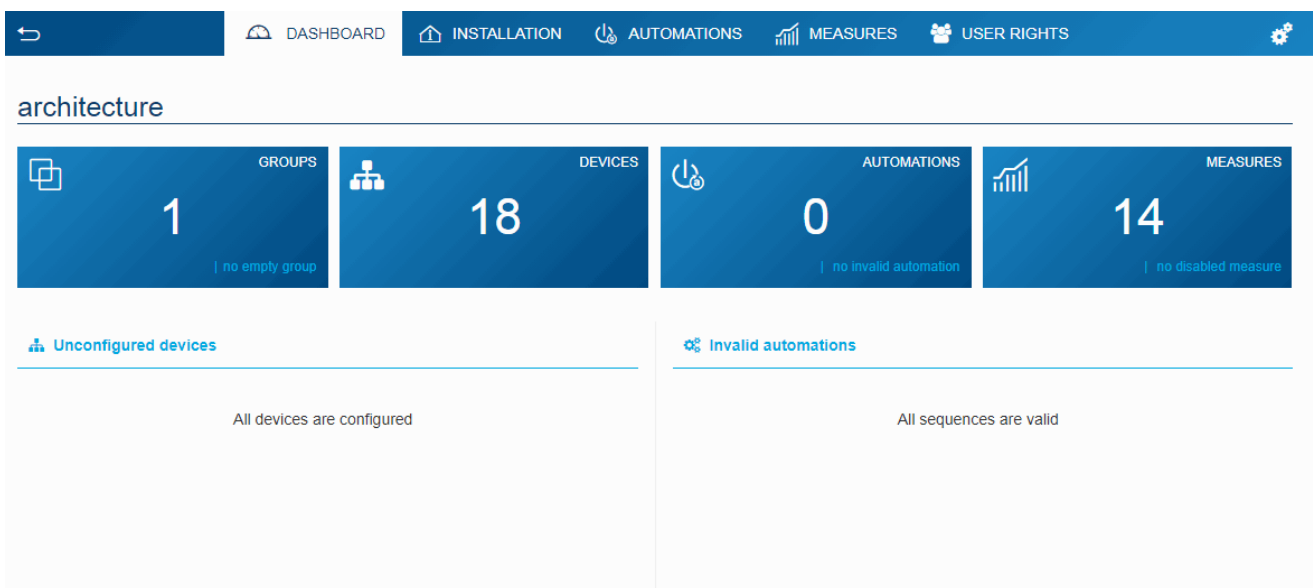 DASHBOARD INSTALLATION AUTOMATIONS MEASURES USER RIGHTS
architecture
GROUPS
1
| no empty group
DEVICES
18
AUTOMATIONS
0
| no invalid automation
MEASURES
14
| no disabled measure
Unconfigured devices
All devices are configured
Invalid automations
All sequences are valid